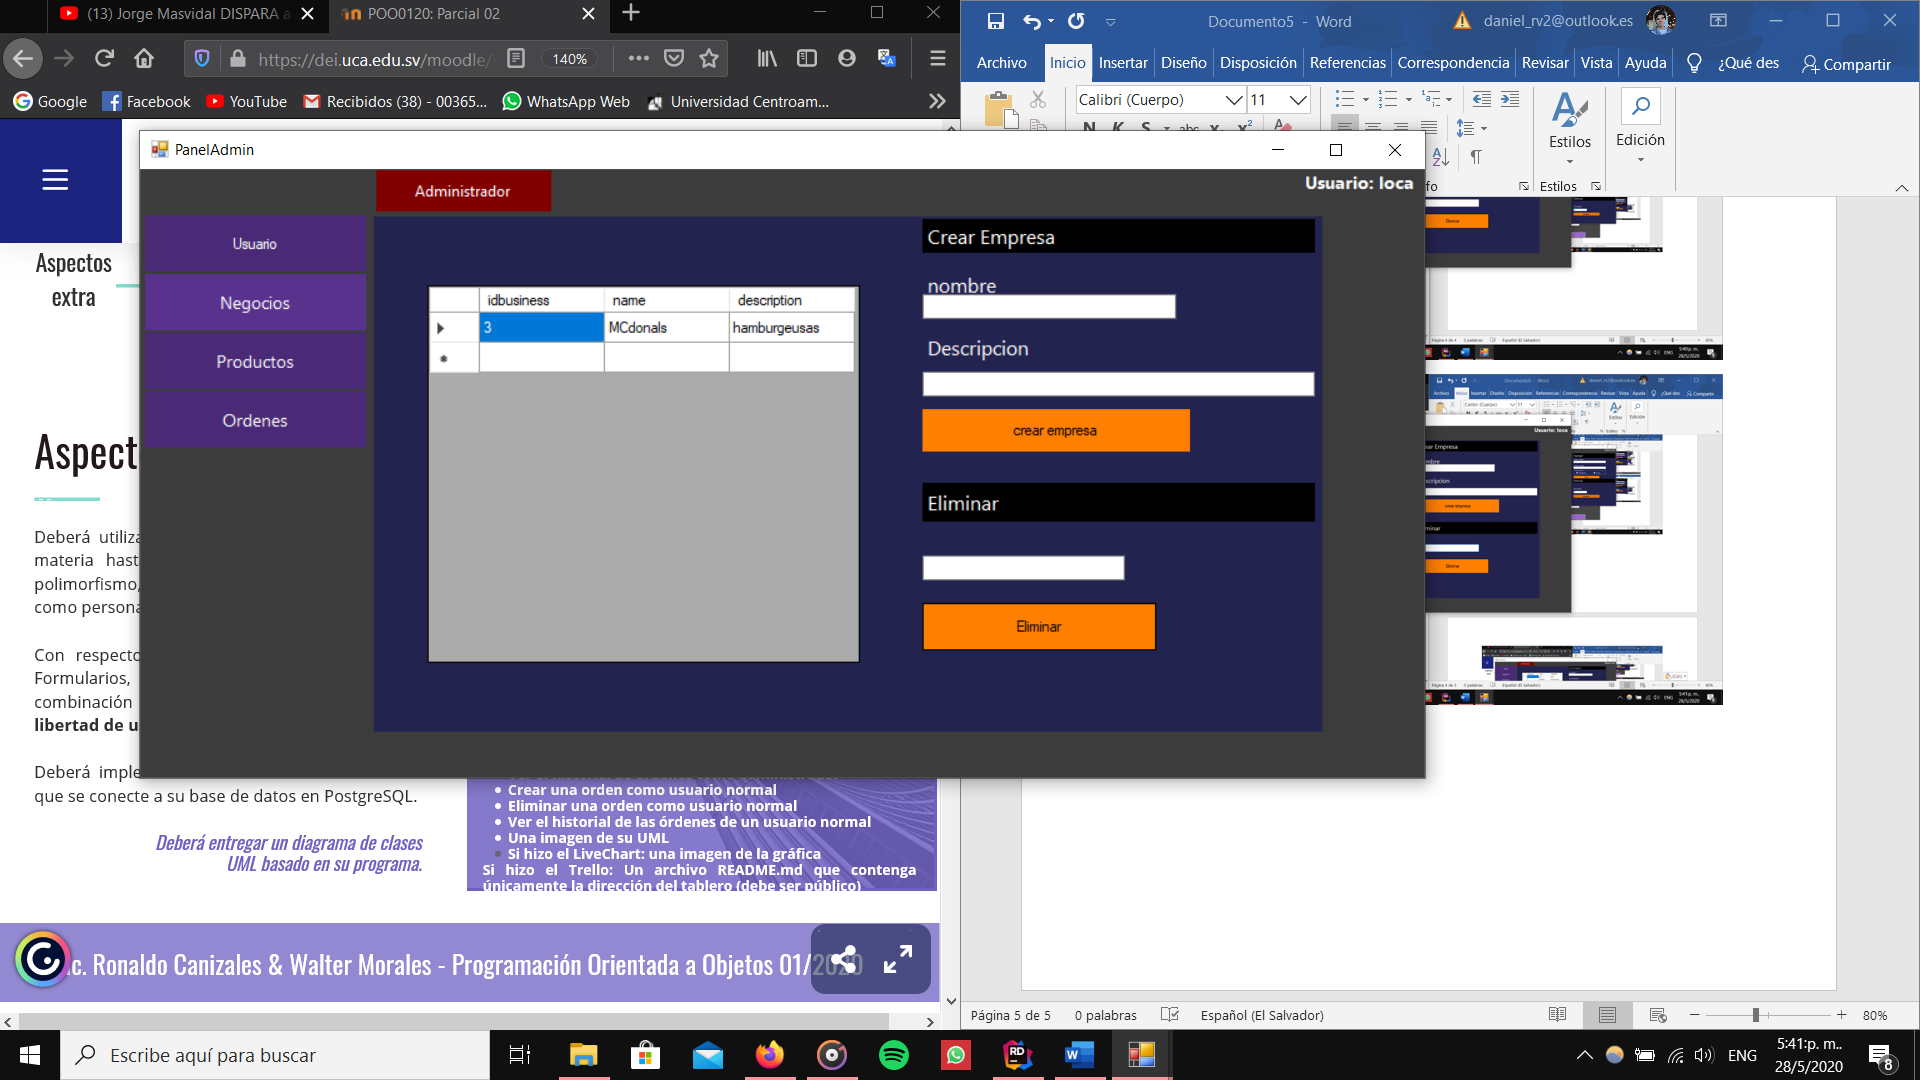 (13) Jorge Masvidal DISPARA a
POO0120: Parcial 02
https://dei.uca.edu.sv/moodle/
140%
Google
Facebook
YouTube
Recibidos (38) - 00365...
WhatsApp Web
Universidad Centroam...
Documento5 - Word
daniel_rv2@outlook.es
Archivo
Inicio
Insertar
Diseño
Disposición
Referencias
Correspondencia
Revisar
Vista
Ayuda
¿Qué des
Compartir
Calibri (Cuerpo)
11
Estilos
Edición
Estilos
PanelAdmin
Administrador
Usuario: loca
Usuario
Negocios
Productos
Ordenes
idbusiness
name
description
3
MCdonals
hamburgeusas
Crear Empresa
nombre
Descripcion
crear empresa
Eliminar
Eliminar
Aspectos
extra
Aspect
Deberá utiliza
materia hast
polimorfismo,
como persona
Con respecto
Formularios,
combinación
libertad de u
Deberá imple
que se conecte a su base de datos en PostgreSQL.
Deberá entregar un diagrama de clases
UML basado en su programa.
Crear una orden como usuario normal
Eliminar una orden como usuario normal
Ver el historial de las órdenes de un usuario normal
Una imagen de su UML
Si hizo el LiveChart: una imagen de la gráfica
Si hizo el Trello: Un archivo README.md que contenga
únicamente la dirección del tablero (debe ser público)
c. Ronaldo Canizales & Walter Morales - Programación Orientada a Objetos 01/2020
Página 5 de 5
0 palabras
Español (El Salvador)
80%
Escribe aquí para buscar
ENG
5:41 p. m.
28/5/2020
8